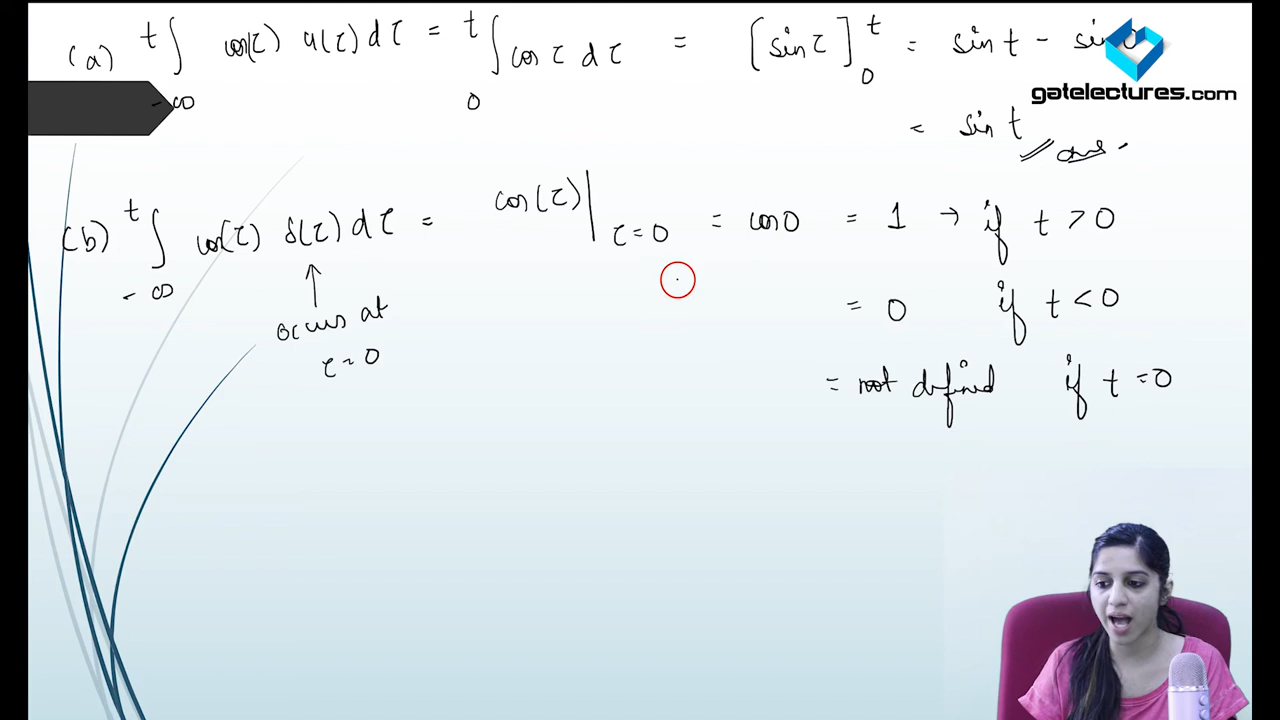 (a) t∫-∞ cos(τ) u(τ) dτ = t∫0 cos τ dτ = [sin τ]t0 = sin t - sin 0
gatelectures.com
= sin t // ans.
(b) t∫-∞ cos(τ) δ(τ) dτ = cos(τ)|τ=0 = cos 0 = 1 → if t > 0
occurs at
τ = 0
= 0 if t < 0
= not defined if t = 0